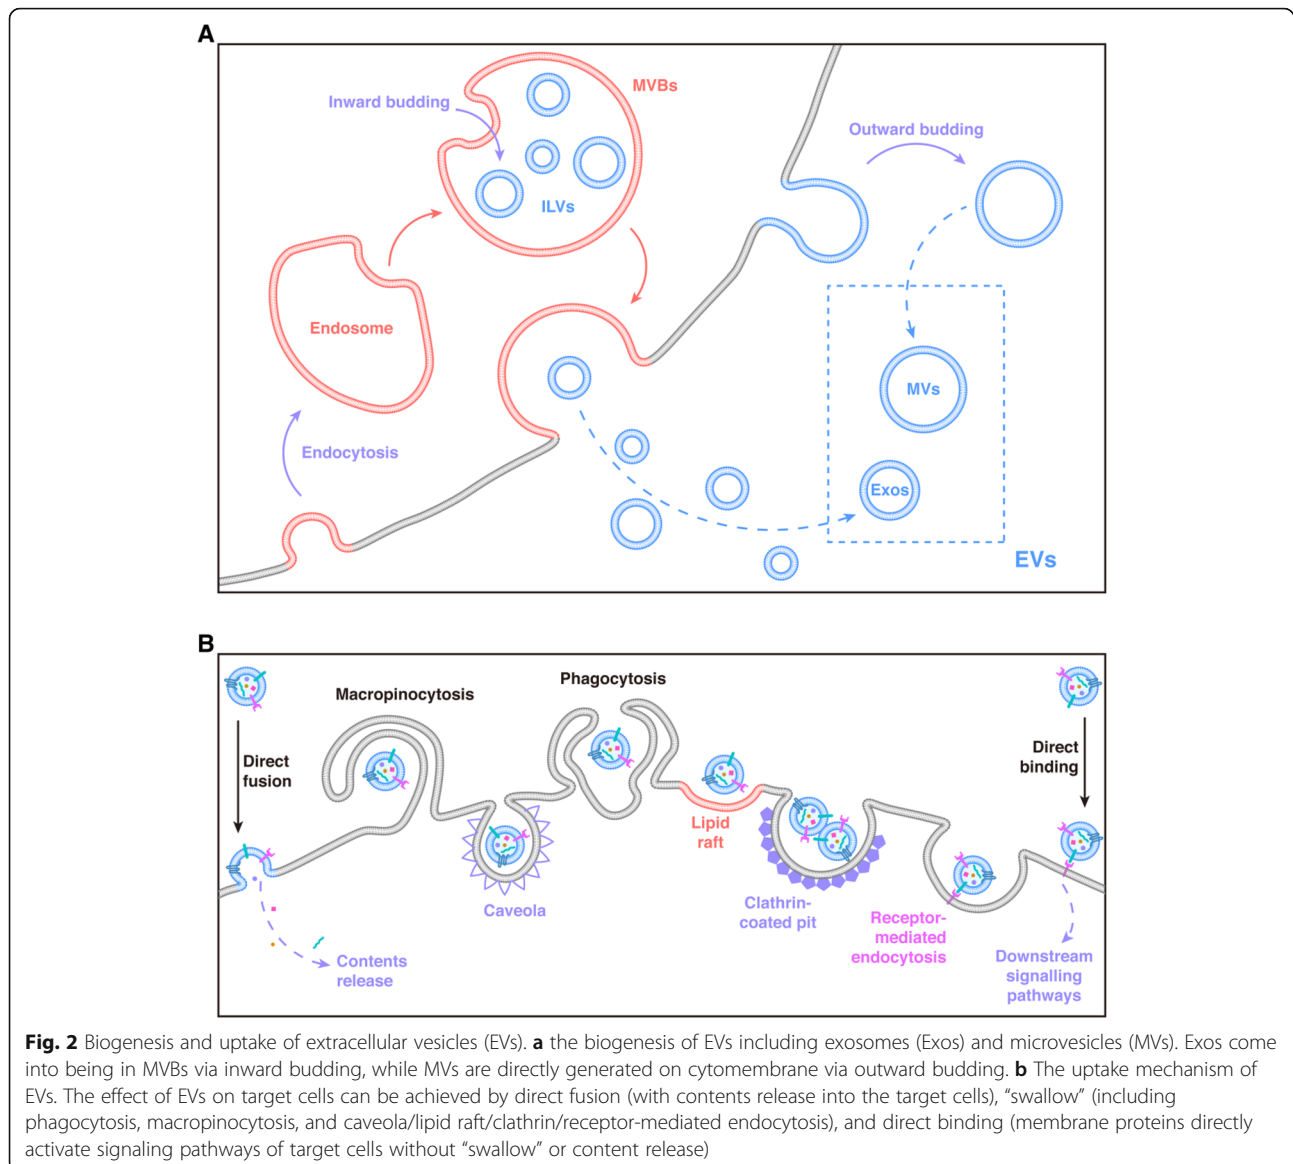 A
MVBs
Inward budding
Outward budding
ILVs
Endosome
MVs
Endocytosis
Exos
EVs
B
Phagocytosis
Macropinocytosis
Direct
fusion
Direct
binding
Lipid
raft
Caveola
Clathrin-
coated pit
Receptor-
mediated
endocytosis
Contents
release
Downstream
signalling
pathways
Fig. 2 Biogenesis and uptake of extracellular vesicles (EVs). a the biogenesis of EVs including exosomes (Exos) and microvesicles (MVs). Exos come
into being in MVBs via inward budding, while MVs are directly generated on cytomembrane via outward budding. b The uptake mechanism of
EVs. The effect of EVs on target cells can be achieved by direct fusion (with contents release into the target cells), “swallow” (including
phagocytosis, macropinocytosis, and caveola/lipid raft/clathrin/receptor-mediated endocytosis), and direct binding (membrane proteins directly
activate signaling pathways of target cells without “swallow” or content release)